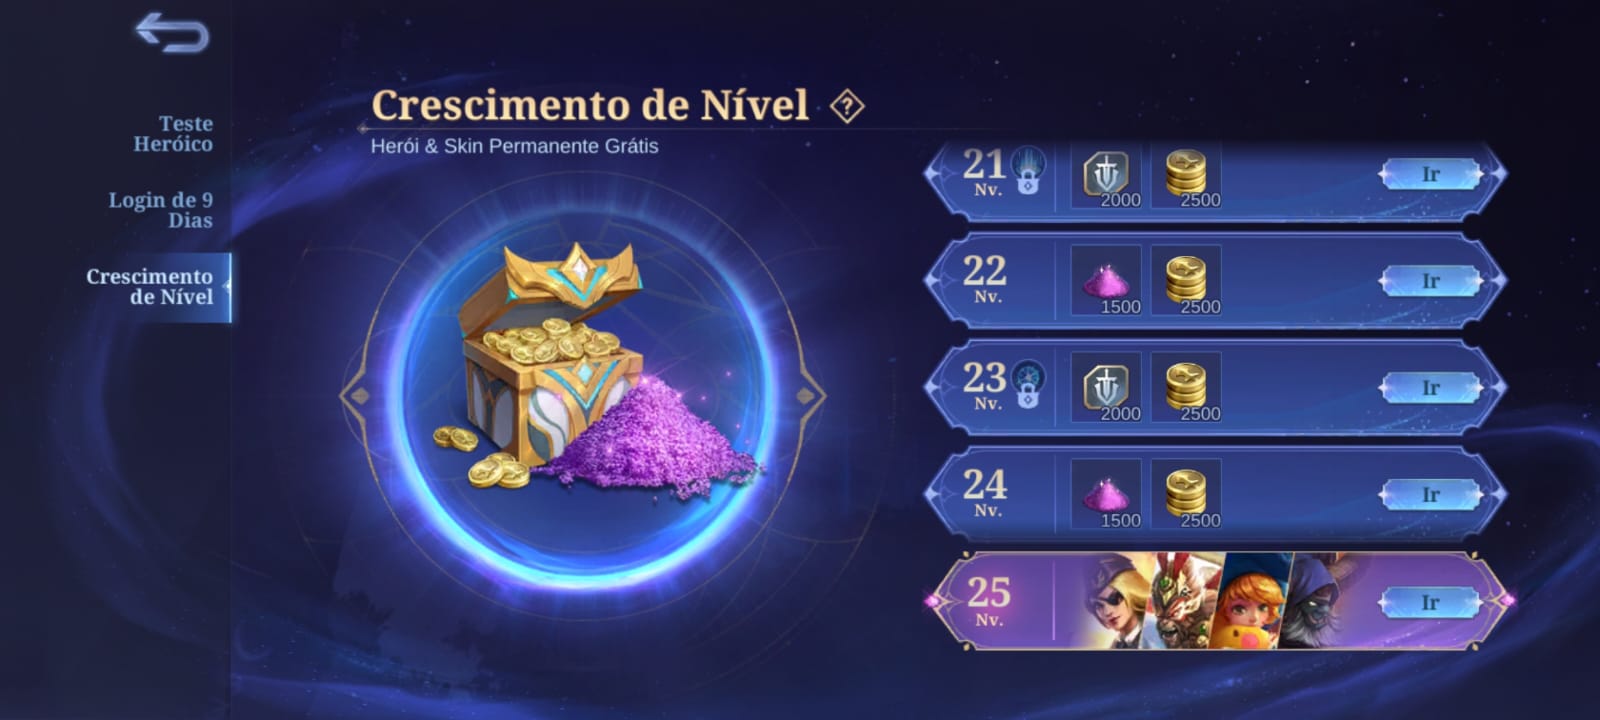 Teste
Heróico
Login de 9
Dias
Crescimento
de Nível
Crescimento de Nível ?
Herói & Skin Permanente Grátis
21
Nv.
2000
2500
Ir
22
Nv.
1500
2500
Ir
23
Nv.
2000
2500
Ir
24
Nv.
1500
2500
Ir
25
Nv.
Ir